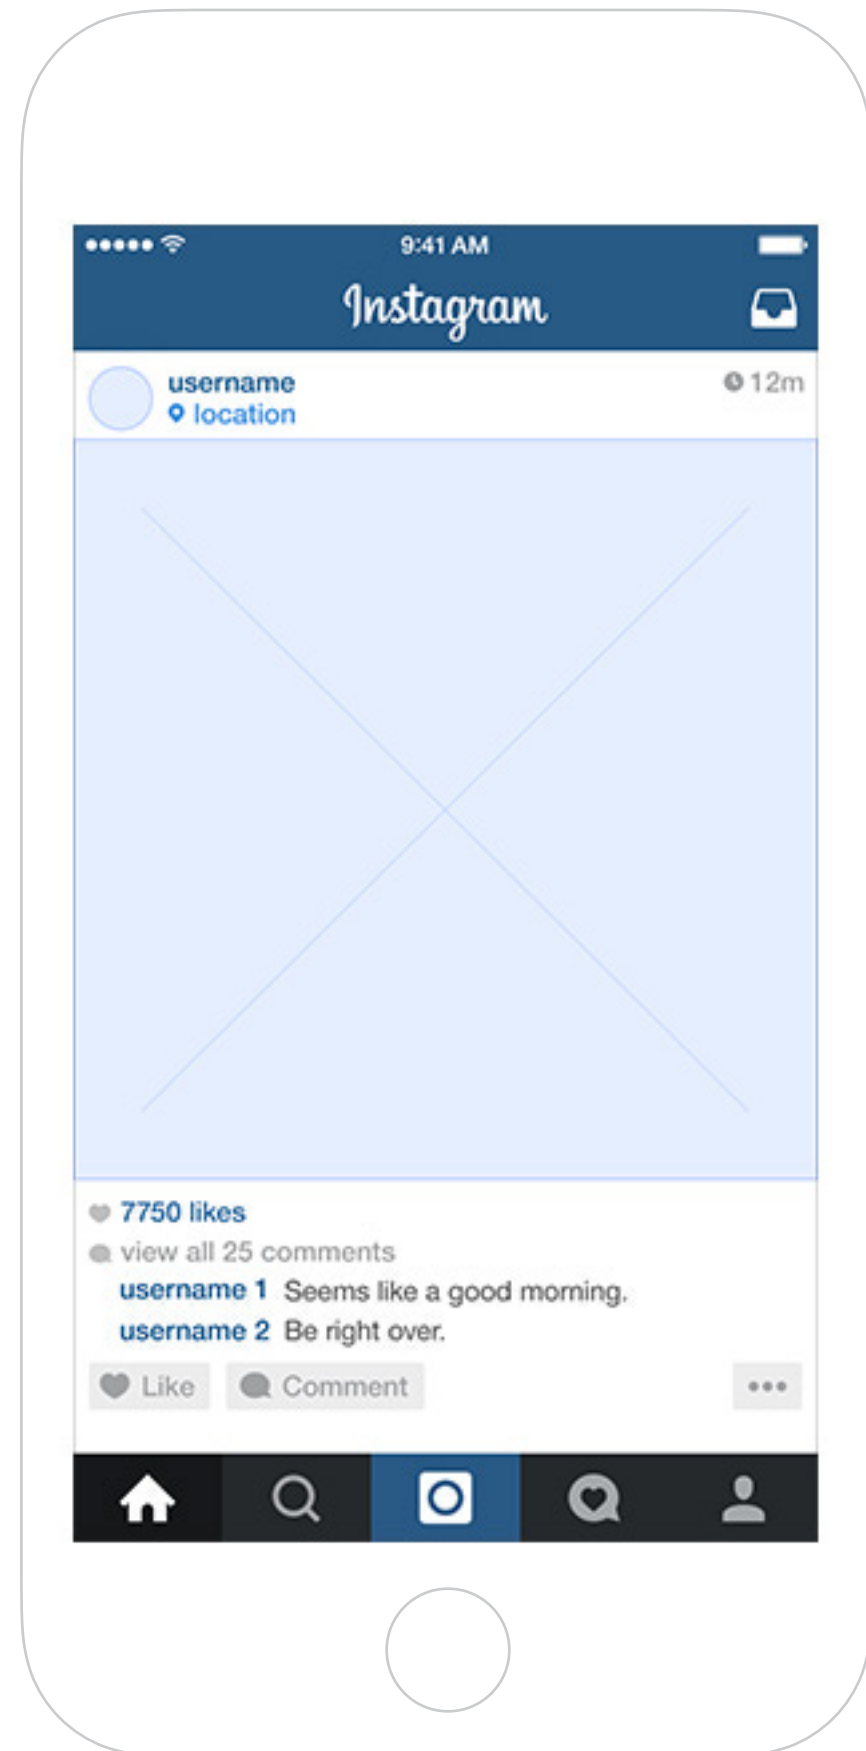 9:41 AM
Instagram
username
12m
location
7750 likes
view all 25 comments
username 1 Seems like a good morning.
username 2 Be right over.
Like Comment